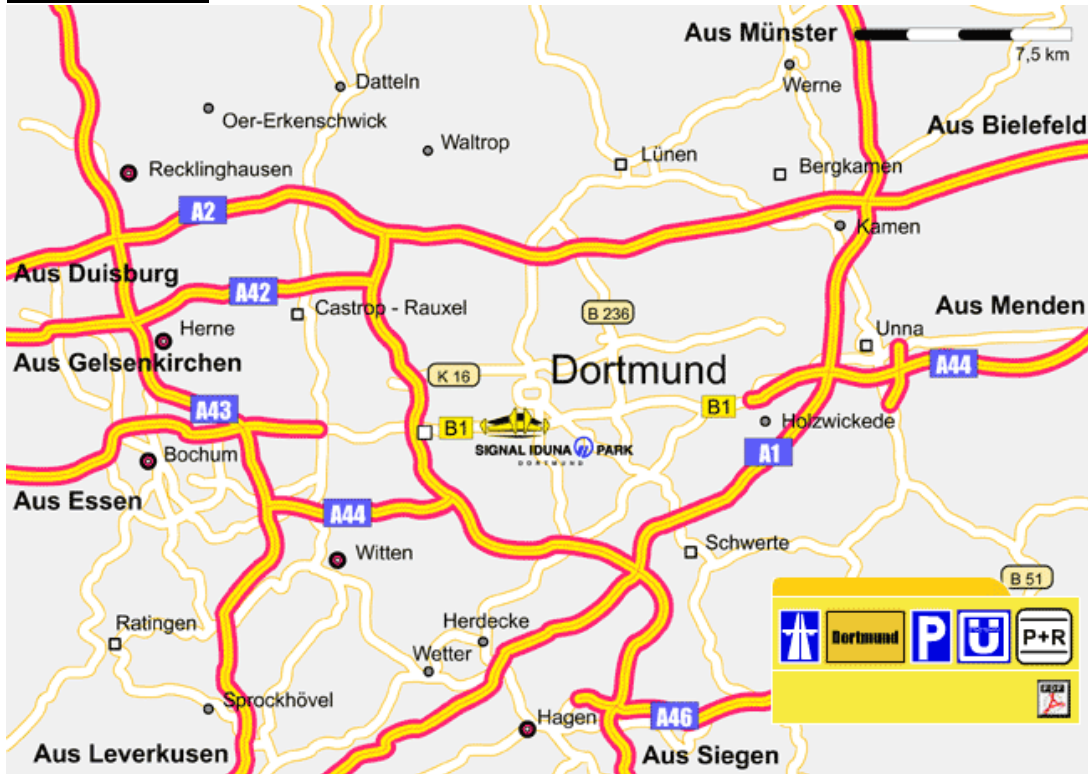 Aus Münster
7,5 km
Datteln
Werne
Oer-Erkenschwick
Aus Bielefeld
Waltrop
Lünen
Recklinghausen
Bergkamen
A2
Kamen
Aus Duisburg
A42
Castrop - Rauxel
B 236
Aus Menden
Herne
Unna
Aus Gelsenkirchen
K 16
Dortmund
A44
A43
B1
B1
Holzwickede
SIGNAL IDUNA PARK
DORTMUND
A1
Bochum
Aus Essen
A44
Witten
Schwerte
B 51
Ratingen
Herdecke
Dortmund
P
Ü
P+R
Wetter
Sprockhövel
PDF
Hagen
A46
Aus Leverkusen
Aus Siegen